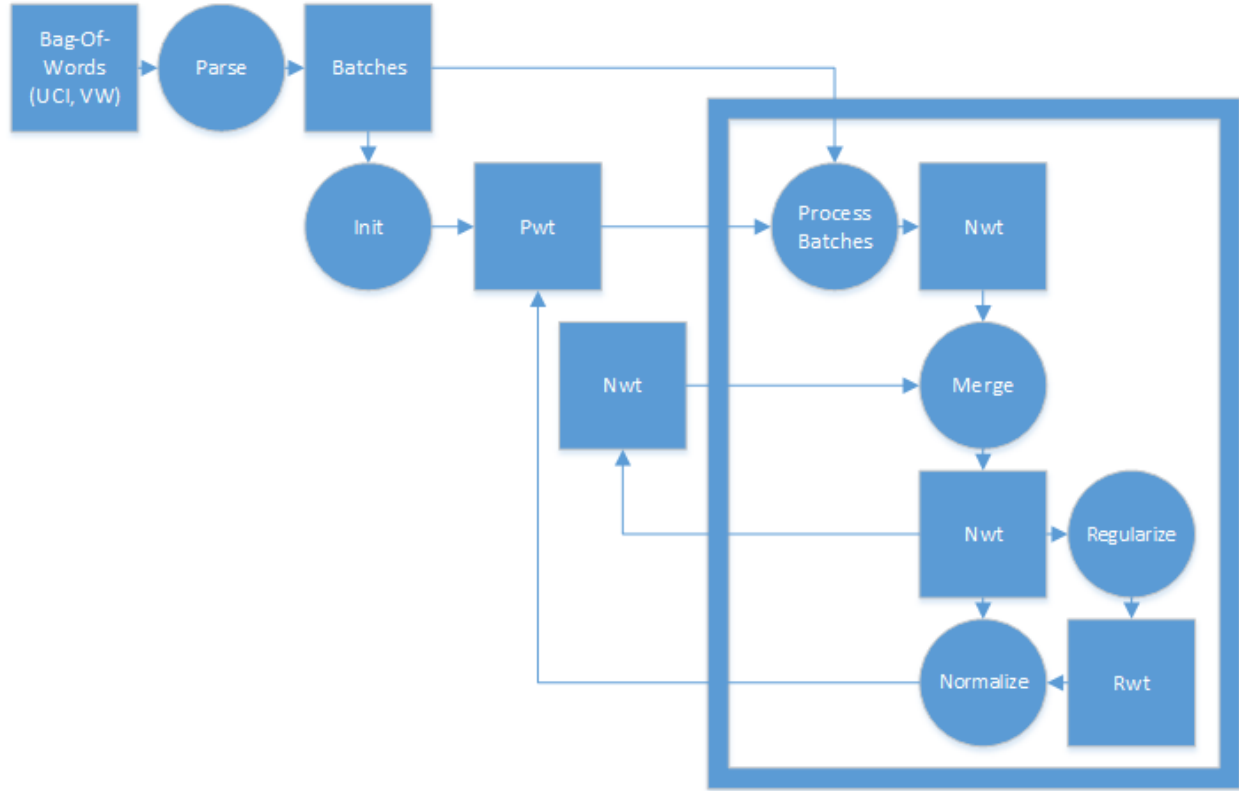 Bag-Of-
Words
(UCI, VW)
Parse
Batches
Init
Pwt
Process
Batches
Nwt
Nwt
Merge
Nwt
Regularize
Normalize
Rwt